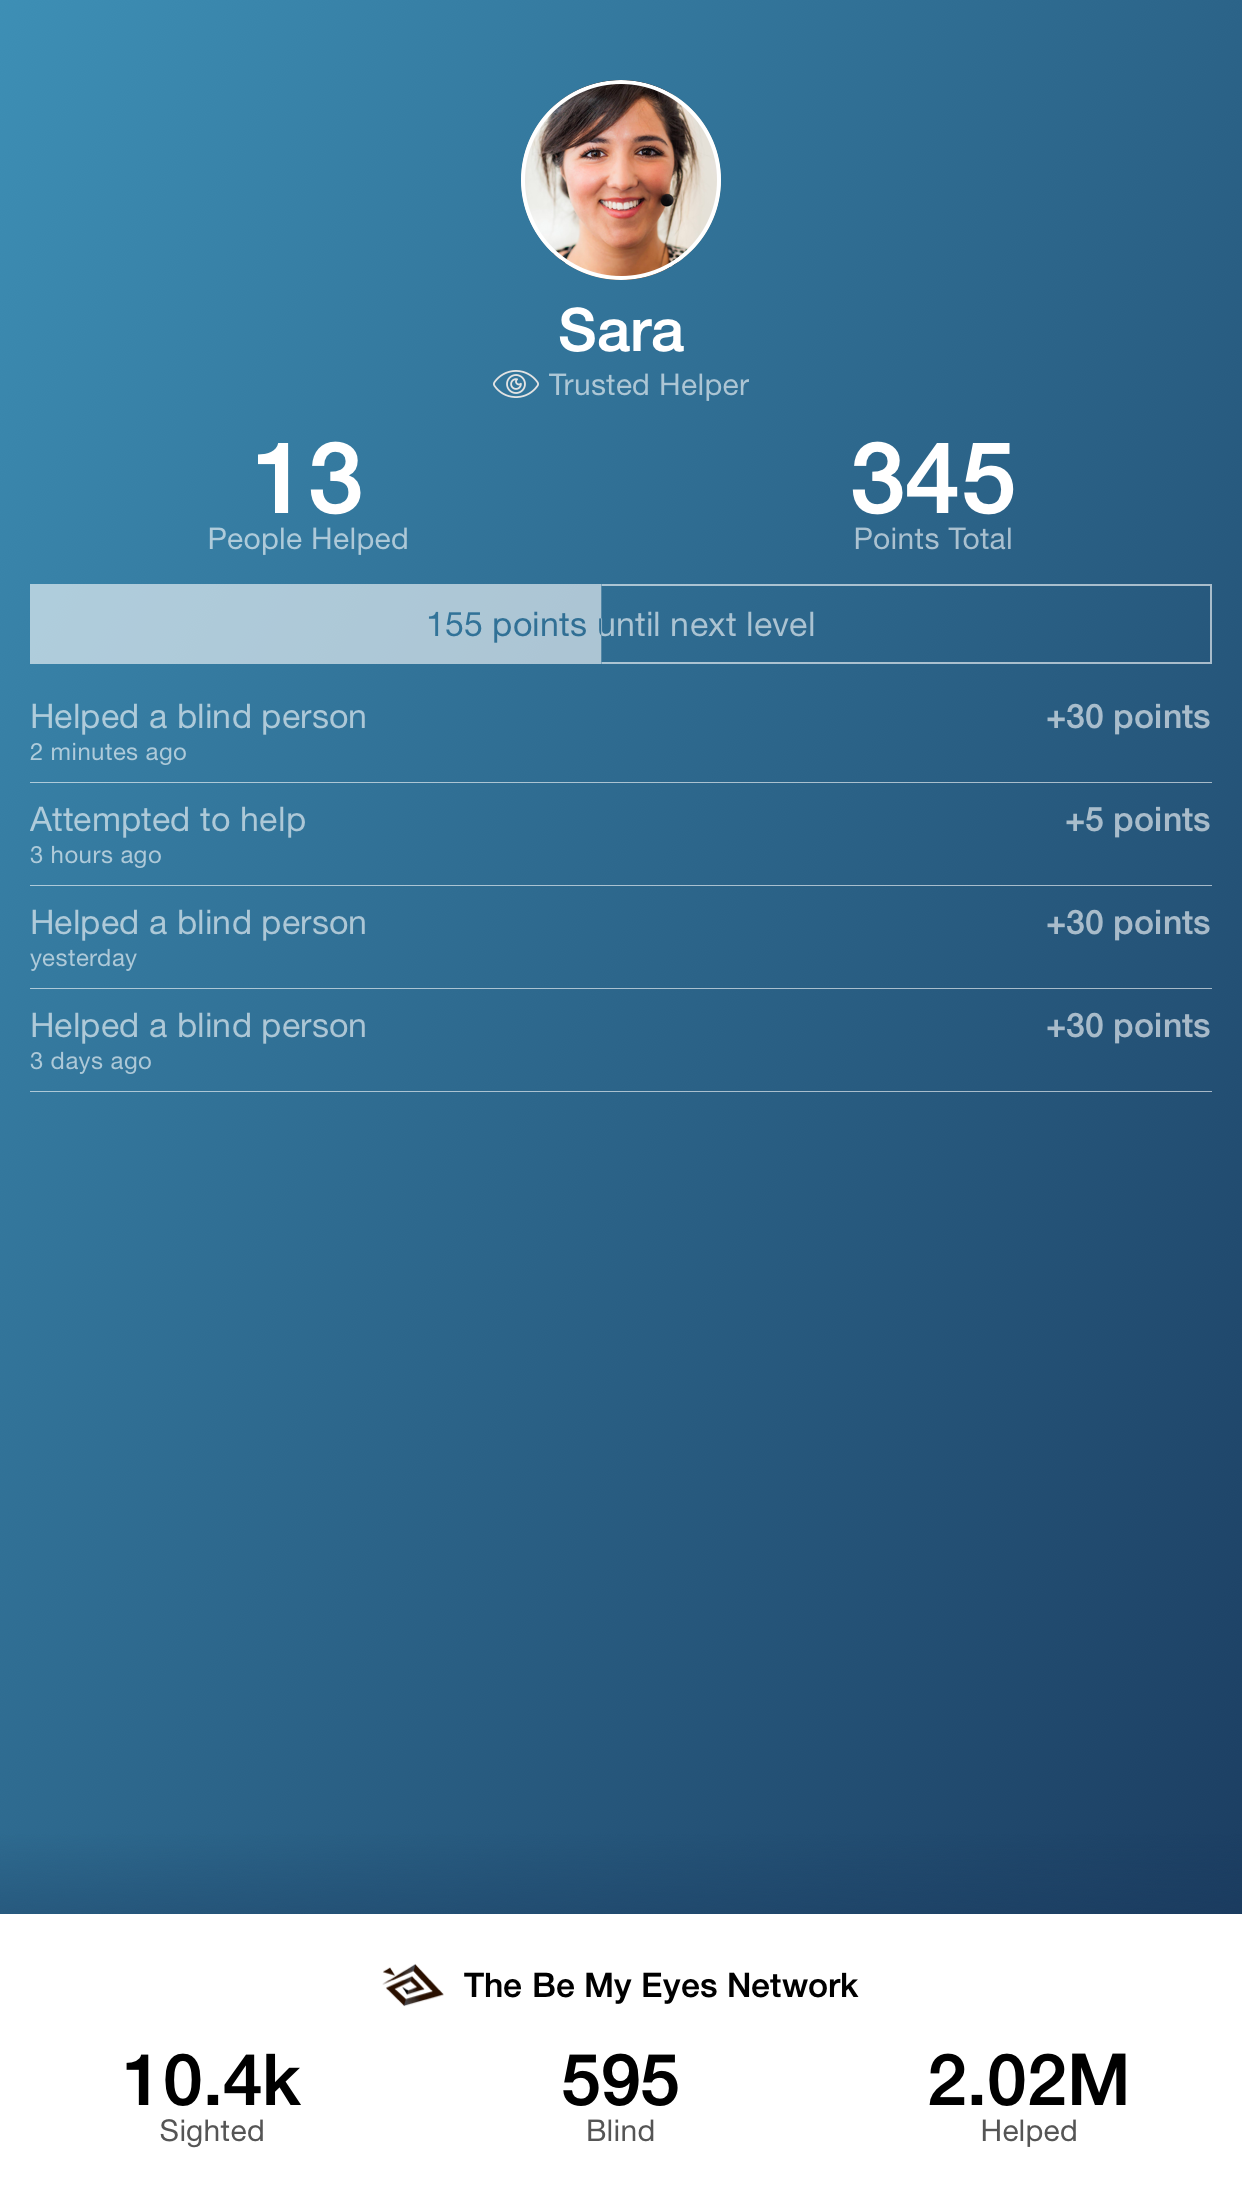 Sara
Trusted Helper
13
People Helped
345
Points Total
155 points until next level
Helped a blind person
+30 points
2 minutes ago
Attempted to help
+5 points
3 hours ago
Helped a blind person
+30 points
yesterday
Helped a blind person
+30 points
3 days ago
The Be My Eyes Network
10.4k
Sighted
595
Blind
2.02M
Helped